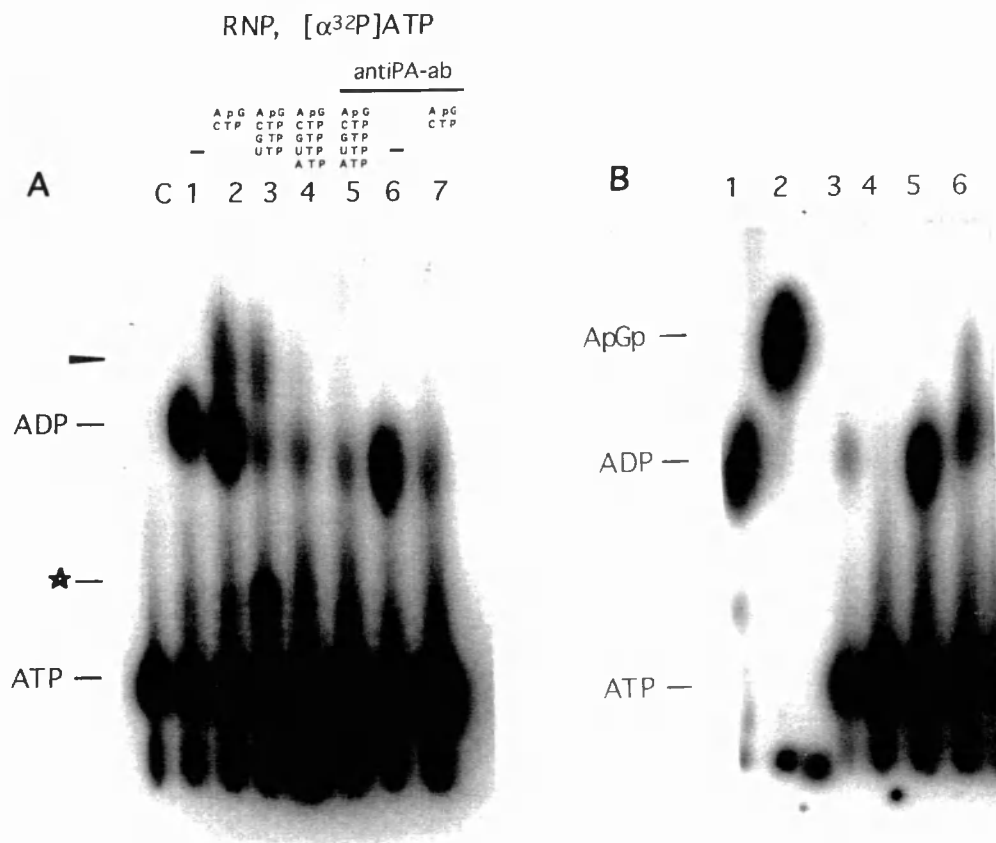 RNP, [α³²P]ATP
antiPA-ab
ApG ApG ApG ApG ApG
CTP CTP CTP CTP CTP
GTP GTP GTP
– UTP UTP UTP –
ATP ATP
A C 1 2 3 4 5 6 7
ADP –
☆ –
ATP –
B 1 2 3 4 5 6
ApGp –
ADP –
ATP –